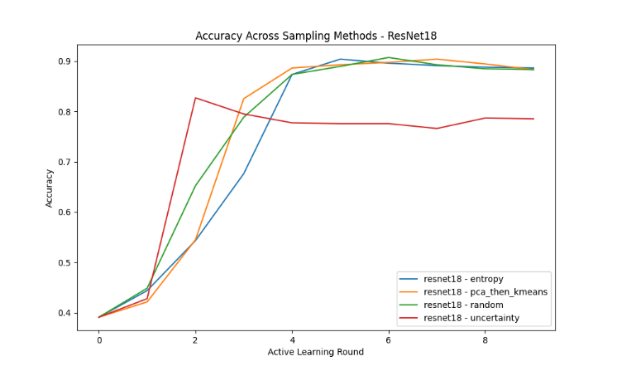 Accuracy Across Sampling Methods - ResNet18
0.9
0.8
0.7
0.6
0.5
0.4
Accuracy
0
2
4
6
8
Active Learning Round
resnet18 - entropy
resnet18 - pca_then_kmeans
resnet18 - random
resnet18 - uncertainty